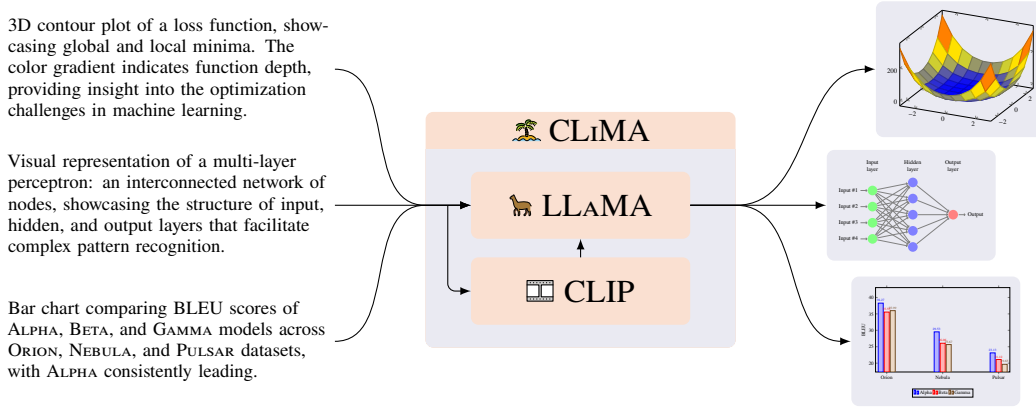 3D contour plot of a loss function, show-
casing global and local minima. The
color gradient indicates function depth,
providing insight into the optimization
challenges in machine learning.
Visual representation of a multi-layer
perceptron: an interconnected network of
nodes, showcasing the structure of input,
hidden, and output layers that facilitate
complex pattern recognition.
Bar chart comparing BLEU scores of
ALPHA, BETA, and GAMMA models across
ORION, NEBULA, and PULSAR datasets,
with ALPHA consistently leading.
CLiMA
LLaMA
CLIP
200
0
−2 0 2
−2
0
2
Input layer
Hidden layer
Output layer
Input #1
Input #2
Input #3
Input #4
Output
BLEU
40
35
30
25
20
Orion Nebula Pulsar
Alpha Beta Gamma